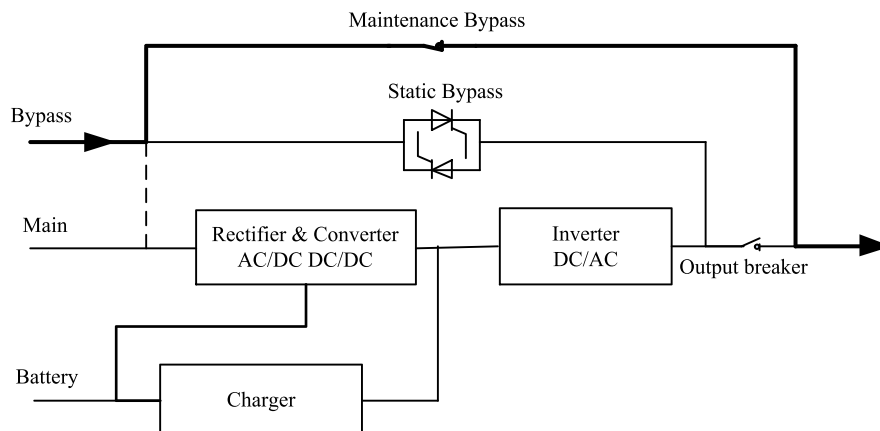 Maintenance Bypass
Static Bypass
Bypass
Main
Rectifier & Converter
AC/DC DC/DC
Inverter
DC/AC
Output breaker
Battery
Charger